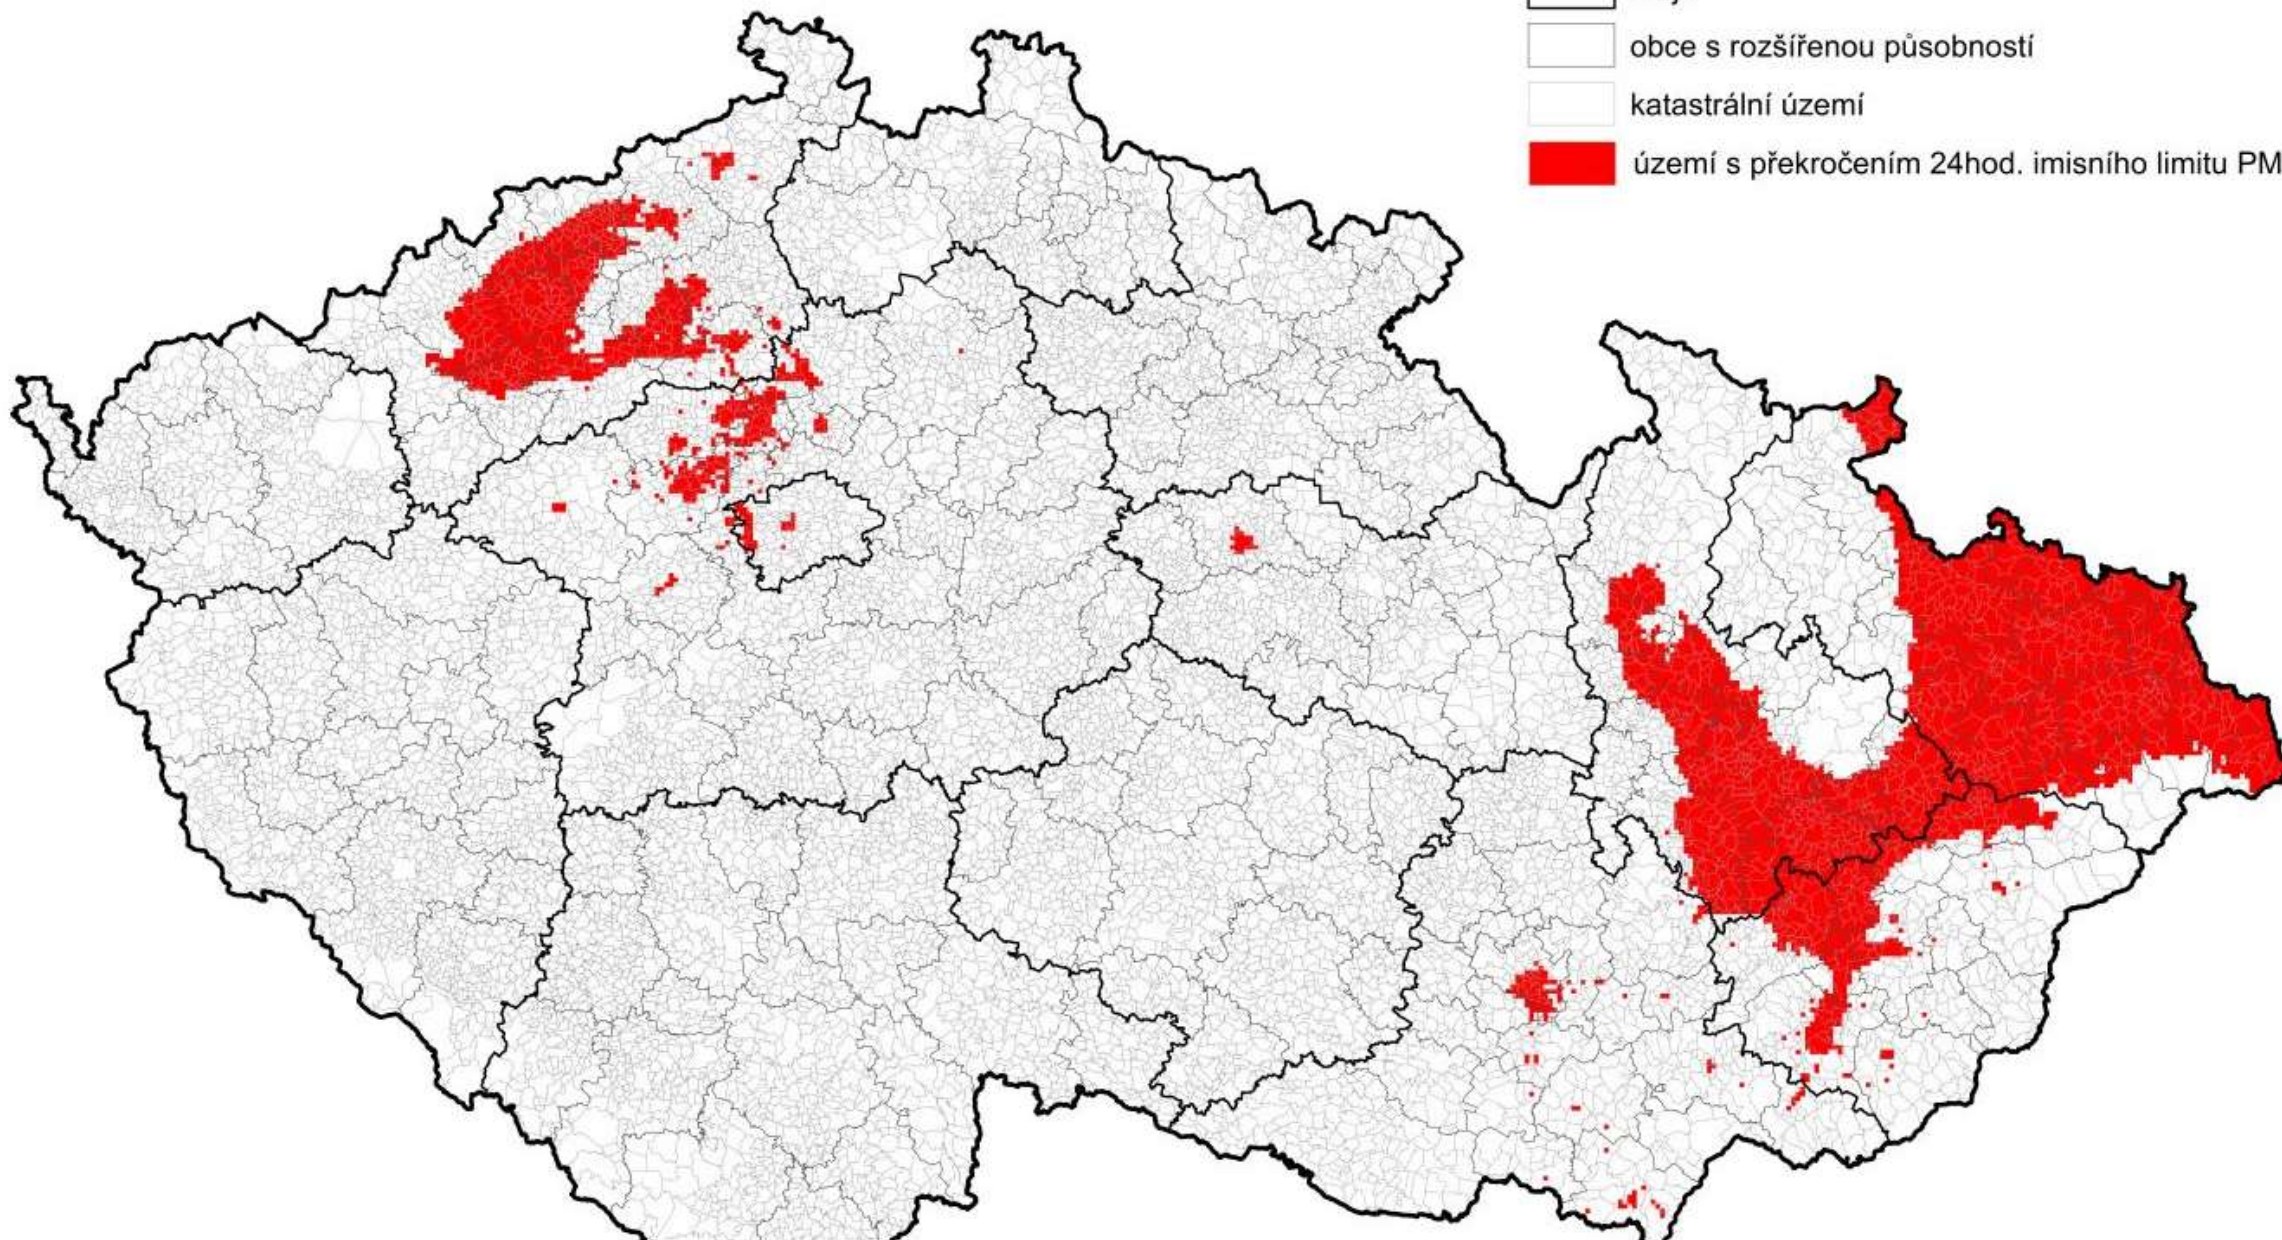 obce s rozšířenou působností
katastrální území
území s překročením 24hod. imisního limitu PM